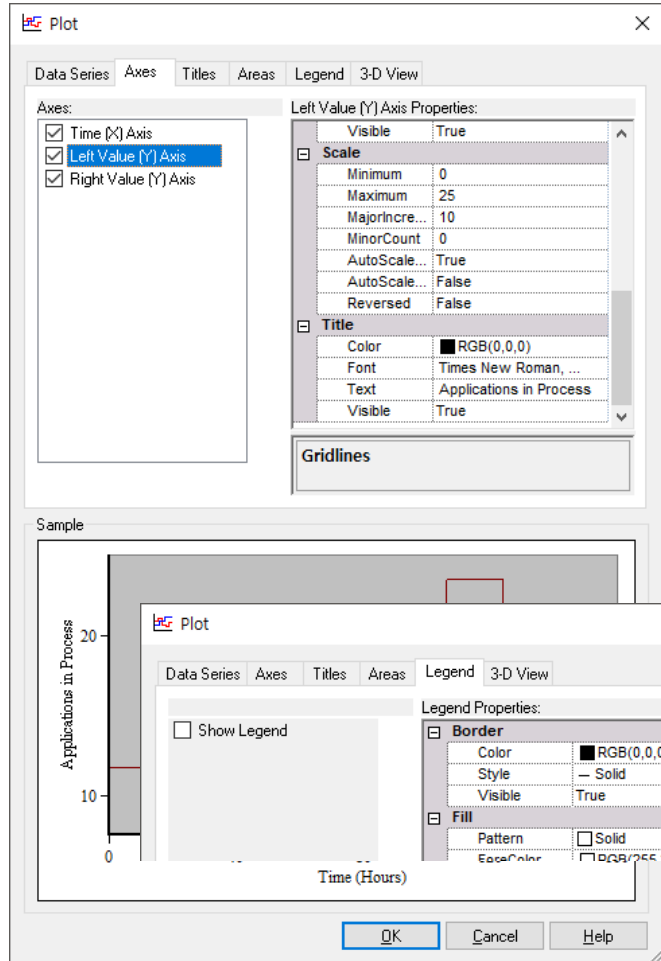 Plot
Data Series Axes Titles Areas Legend 3-D View
Axes:
Time (X) Axis
Left Value (Y) Axis
Right Value (Y) Axis
Left Value (Y) Axis Properties:
Visible True
Scale
Minimum 0
Maximum 25
MajorIncre... 10
MinorCount 0
AutoScale... True
AutoScale... False
Reversed False
Title
Color RGB(0,0,0)
Font Times New Roman, ...
Text Applications in Process
Visible True
Gridlines
Sample
Applications in Process
20
10
0
Time (Hours)
Plot
Data Series Axes Titles Areas Legend 3-D View
Show Legend
Legend Properties:
Border
Color RGB(0,0,0
Style Solid
Visible True
Fill
Pattern Solid
OK Cancel Help